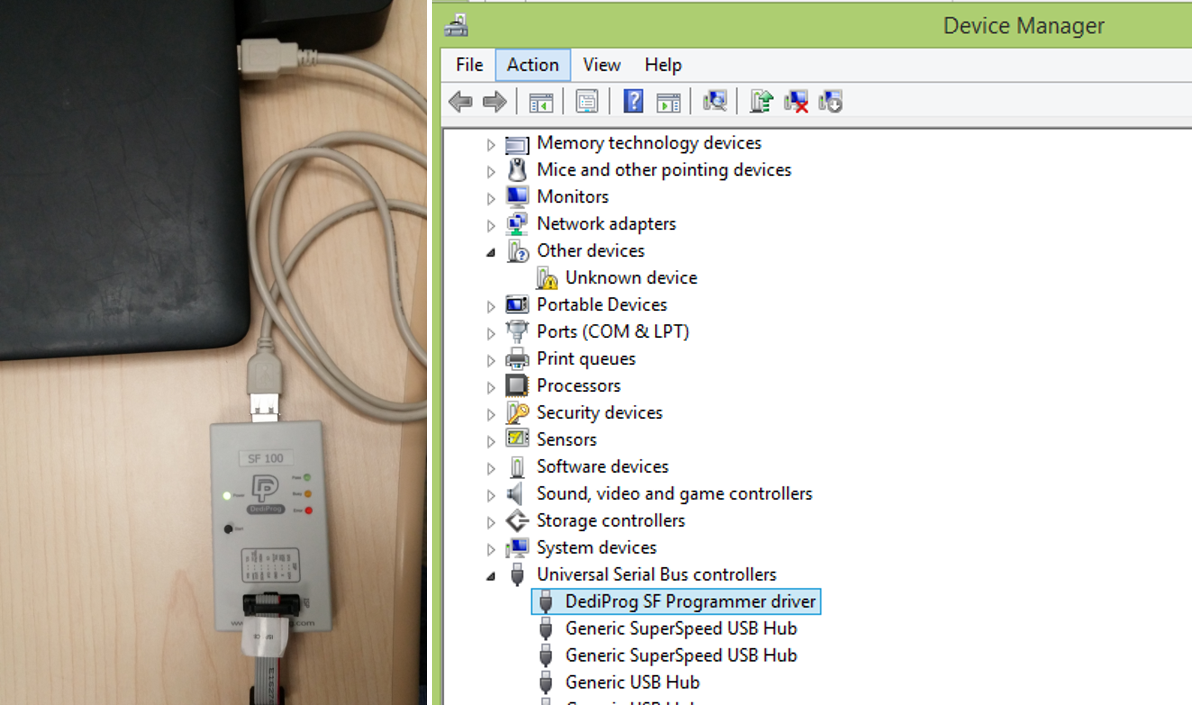 SF 100
DediProg
Device Manager
File Action View Help
Memory technology devices
Mice and other pointing devices
Monitors
Network adapters
Other devices
Unknown device
Portable Devices
Ports (COM & LPT)
Print queues
Processors
Security devices
Sensors
Software devices
Sound, video and game controllers
Storage controllers
System devices
Universal Serial Bus controllers
DediProg SF Programmer driver
Generic SuperSpeed USB Hub
Generic SuperSpeed USB Hub
Generic USB Hub